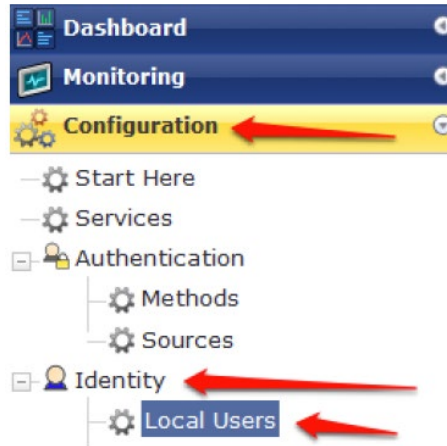 Dashboard
Monitoring
Configuration
Start Here
Services
Authentication
Methods
Sources
Identity
Local Users